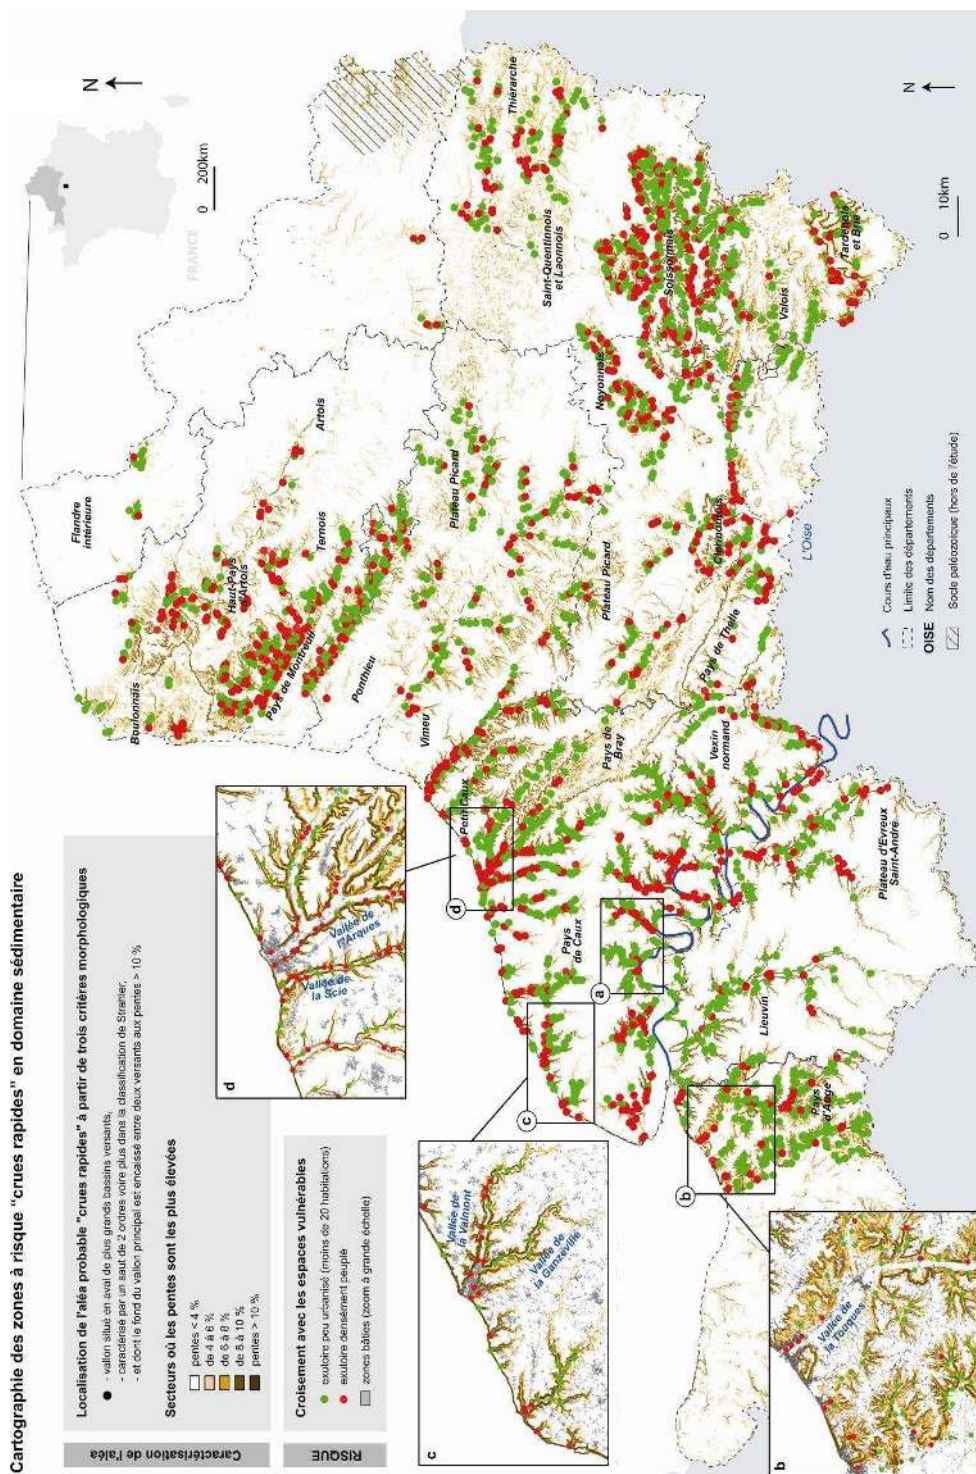 Cartographie des zones à risque "crues rapides" en domaine sédimentaire
Caractérisation de l'aléa
Localisation de l'aléa probable "crues rapides" à partir de trois critères morphologiques
- vallon situé en aval de plus grands bassins versants,
- caractérisé par un saut de 2 ordres voire plus dans la classification de Strahler,
- et dont le fond du vallon principal est encaissé entre deux versants aux pentes > 10 %
Secteurs où les pentes sont les plus élevées
pentes < 4 %
de 4 à 6 %
de 6 à 8 %
de 8 à 10 %
pentes > 10 %
RISQUE
Croisement avec les espaces vulnérables
exutoire peu urbanisé (moins de 20 habitations)
exutoire densément peuplé
zones bâties (zoom à grande échelle)
d
Vallée de
la Scie
Vallée de
l'Arques
c
Vallée de
la Valmont
Vallée de
la Ganzeville
b
Vallée de
la Touques
FRANCE
0 200km
N
Flandre
intérieure
Boulonnais
Haut-Pays
d'Artois
Artois
Ternois
Pays de Montreuil
Ponthieu
Vimeu
Plateau Picard
Plateau Picard
Thiérarche
Saint-Quentinnois
et Laonnois
Noyonnais
Soissonnais
Valois
Tardenois
et Brie
Clermontois
Pays de Thelle
Pays de
Bray
Petit Caux
d
Pays
de Caux
a
c
b
Vexin
normand
Plateau d'Evreux
Saint-André
Lieuvin
Pays
d'Auge
L'Oise
Cours d'eau principaux
Limite des départements
OISE Nom des départements
Socle paléozoïque (hors de l'étude)
0 10km
N